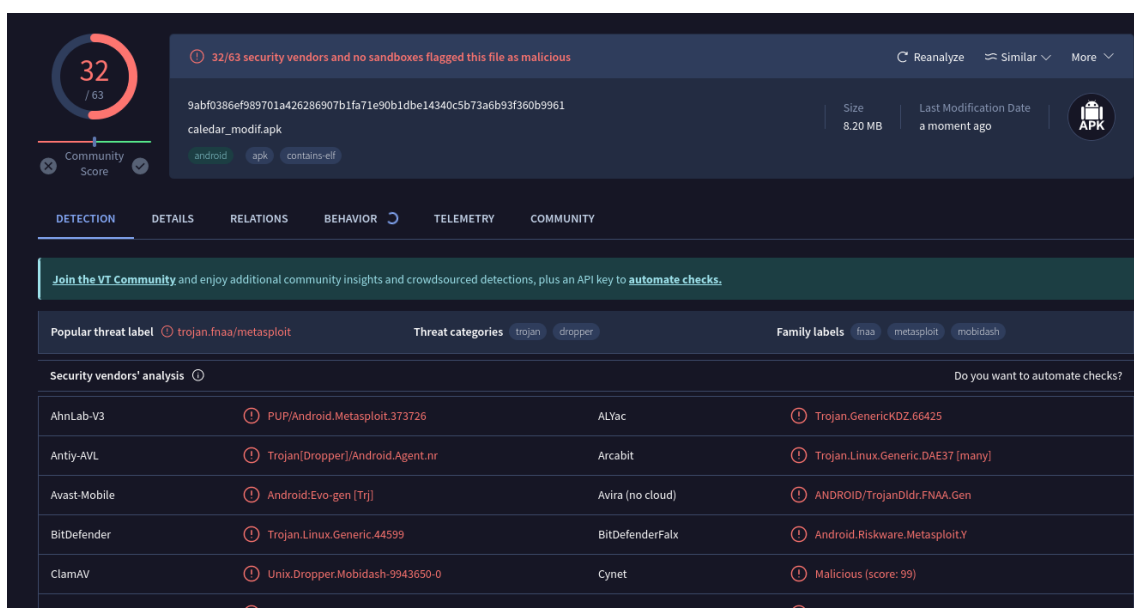 32
/ 63
Community
Score
32/63 security vendors and no sandboxes flagged this file as malicious
Reanalyze
Similar
More
9abf0386ef989701a426286907b1fa71e90b1dbe14340c5b73a6b93f360b9961
caledar_modif.apk
android
apk
contains-elf
Size
8.20 MB
Last Modification Date
a moment ago
APK
DETECTION
DETAILS
RELATIONS
BEHAVIOR
TELEMETRY
COMMUNITY
Join the VT Community and enjoy additional community insights and crowdsourced detections, plus an API key to automate checks.
Popular threat label trojan.fnaa/metasploit
Threat categories trojan dropper
Family labels fnaa metasploit mobidash
Security vendors' analysis
Do you want to automate checks?
AhnLab-V3 PUP/Android.Metasploit.373726 ALYac Trojan.GenericKDZ.66425
Antiy-AVL Trojan[Dropper]/Android.Agent.nr Arcabit Trojan.Linux.Generic.DAE37 [many]
Avast-Mobile Android:Evo-gen [Trj] Avira (no cloud) ANDROID/TrojanDldr.FNAA.Gen
BitDefender Trojan.Linux.Generic.44599 BitDefenderFalx Android.Riskware.Metasploit.Y
ClamAV Unix.Dropper.Mobidash-9943650-0 Cynet Malicious (score: 99)